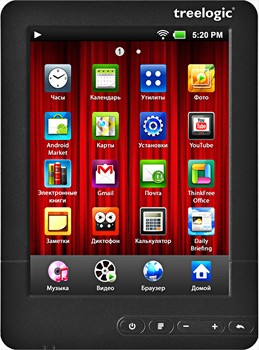 treelogic
5:20 PM
1
Часы
Календарь
Утилиты
Фото
Android Market
Карты
Установки
YouTube
Электронные книги
Gmail
Почта
ThinkFree Office
Заметки
Диктофон
Калькулятор
Daily Briefing
Музыка
Видео
Браузер
Домой